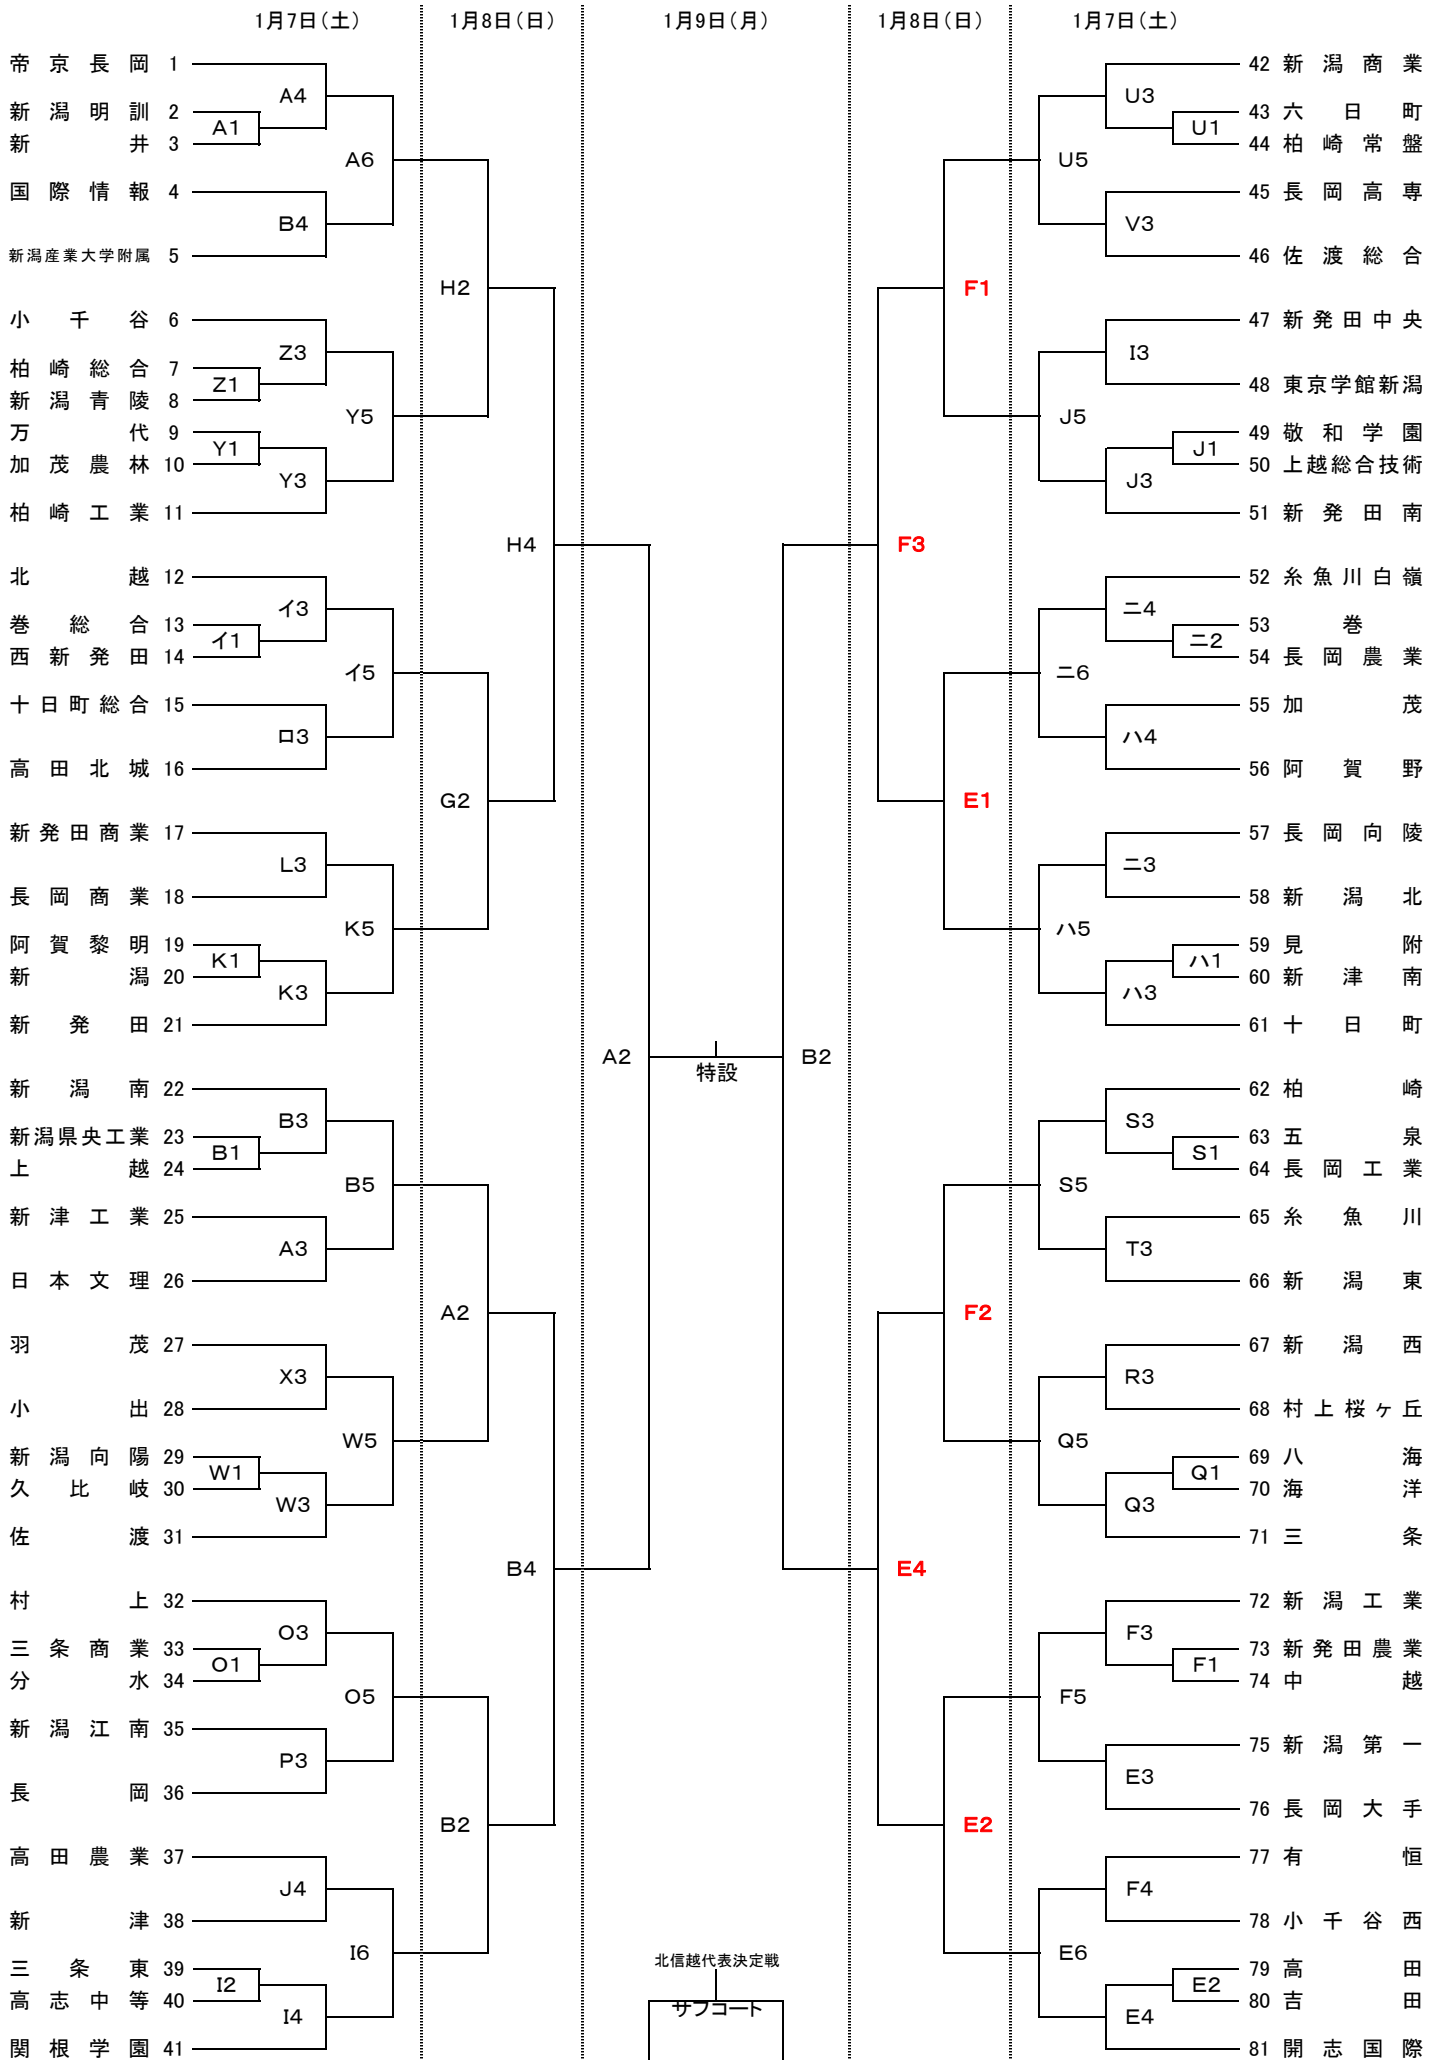 1月7日(土) 1月8日(日) 1月9日(月) 1月8日(日) 1月7日(土)
帝京長岡 1
新潟明訓 2
新井 3
国際情報 4
新潟産業大学附属 5
小千谷 6
柏崎総合 7
新潟青陵 8
万代 9
加茂農林 10
柏崎工業 11
北越 12
巻総合 13
西新発田 14
十日町総合 15
高田北城 16
新発田商業 17
長岡商業 18
阿賀黎明 19
新潟 20
新発田 21
新潟南 22
新潟県央工業 23
上越 24
新津工業 25
日本文理 26
羽茂 27
小出 28
新潟向陽 29
久比岐 30
佐渡 31
村上 32
三条商業 33
分水 34
新潟江南 35
長岡 36
高田農業 37
新津 38
三条東 39
高志中等 40
関根学園 41
A1
Z1
Y1
イ1
K1
B1
W1
O1
I2
A4
B4
Z3
Y3
イ3
ロ3
L3
K3
B3
A3
X3
W3
O3
P3
J4
I4
A6
Y5
イ5
K5
B5
W5
O5
I6
H2
G2
A2
B2
H4
B4
A2
特設
B2
北信越代表決定戦
サブコート
F3
E4
F1
E1
F2
E2
U5
J5
ニ6
ハ5
S5
Q5
F5
E6
U3
V3
I3
J3
ニ4
ハ4
ニ3
ハ3
S3
T3
R3
Q3
F3
E3
F4
E4
U1
J1
ニ2
ハ1
S1
Q1
F1
E2
42 新潟商業
43 六日町
44 柏崎常盤
45 長岡高専
46 佐渡総合
47 新発田中央
48 東京学館新潟
49 敬和学園
50 上越総合技術
51 新発田南
52 糸魚川白嶺
53 巻
54 長岡農業
55 加茂
56 阿賀野
57 長岡向陵
58 新潟北
59 見附
60 新津南
61 十日町
62 柏崎
63 五泉
64 長岡工業
65 糸魚川
66 新潟東
67 新潟西
68 村上桜ヶ丘
69 八海
70 海洋
71 三条
72 新潟工業
73 新発田農業
74 中越
75 新潟第一
76 長岡大手
77 有恒
78 小千谷西
79 高田
80 吉田
81 開志国際